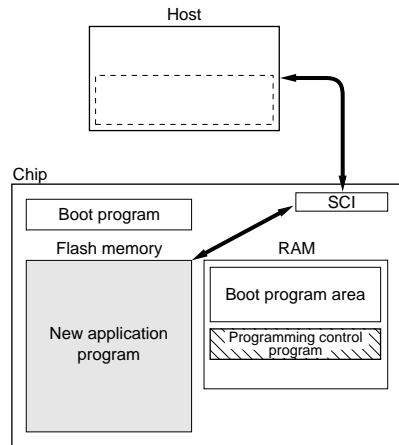 Host
Chip
SCI
Boot program
Flash memory
RAM
Boot program area
New application
program
Programming control
program